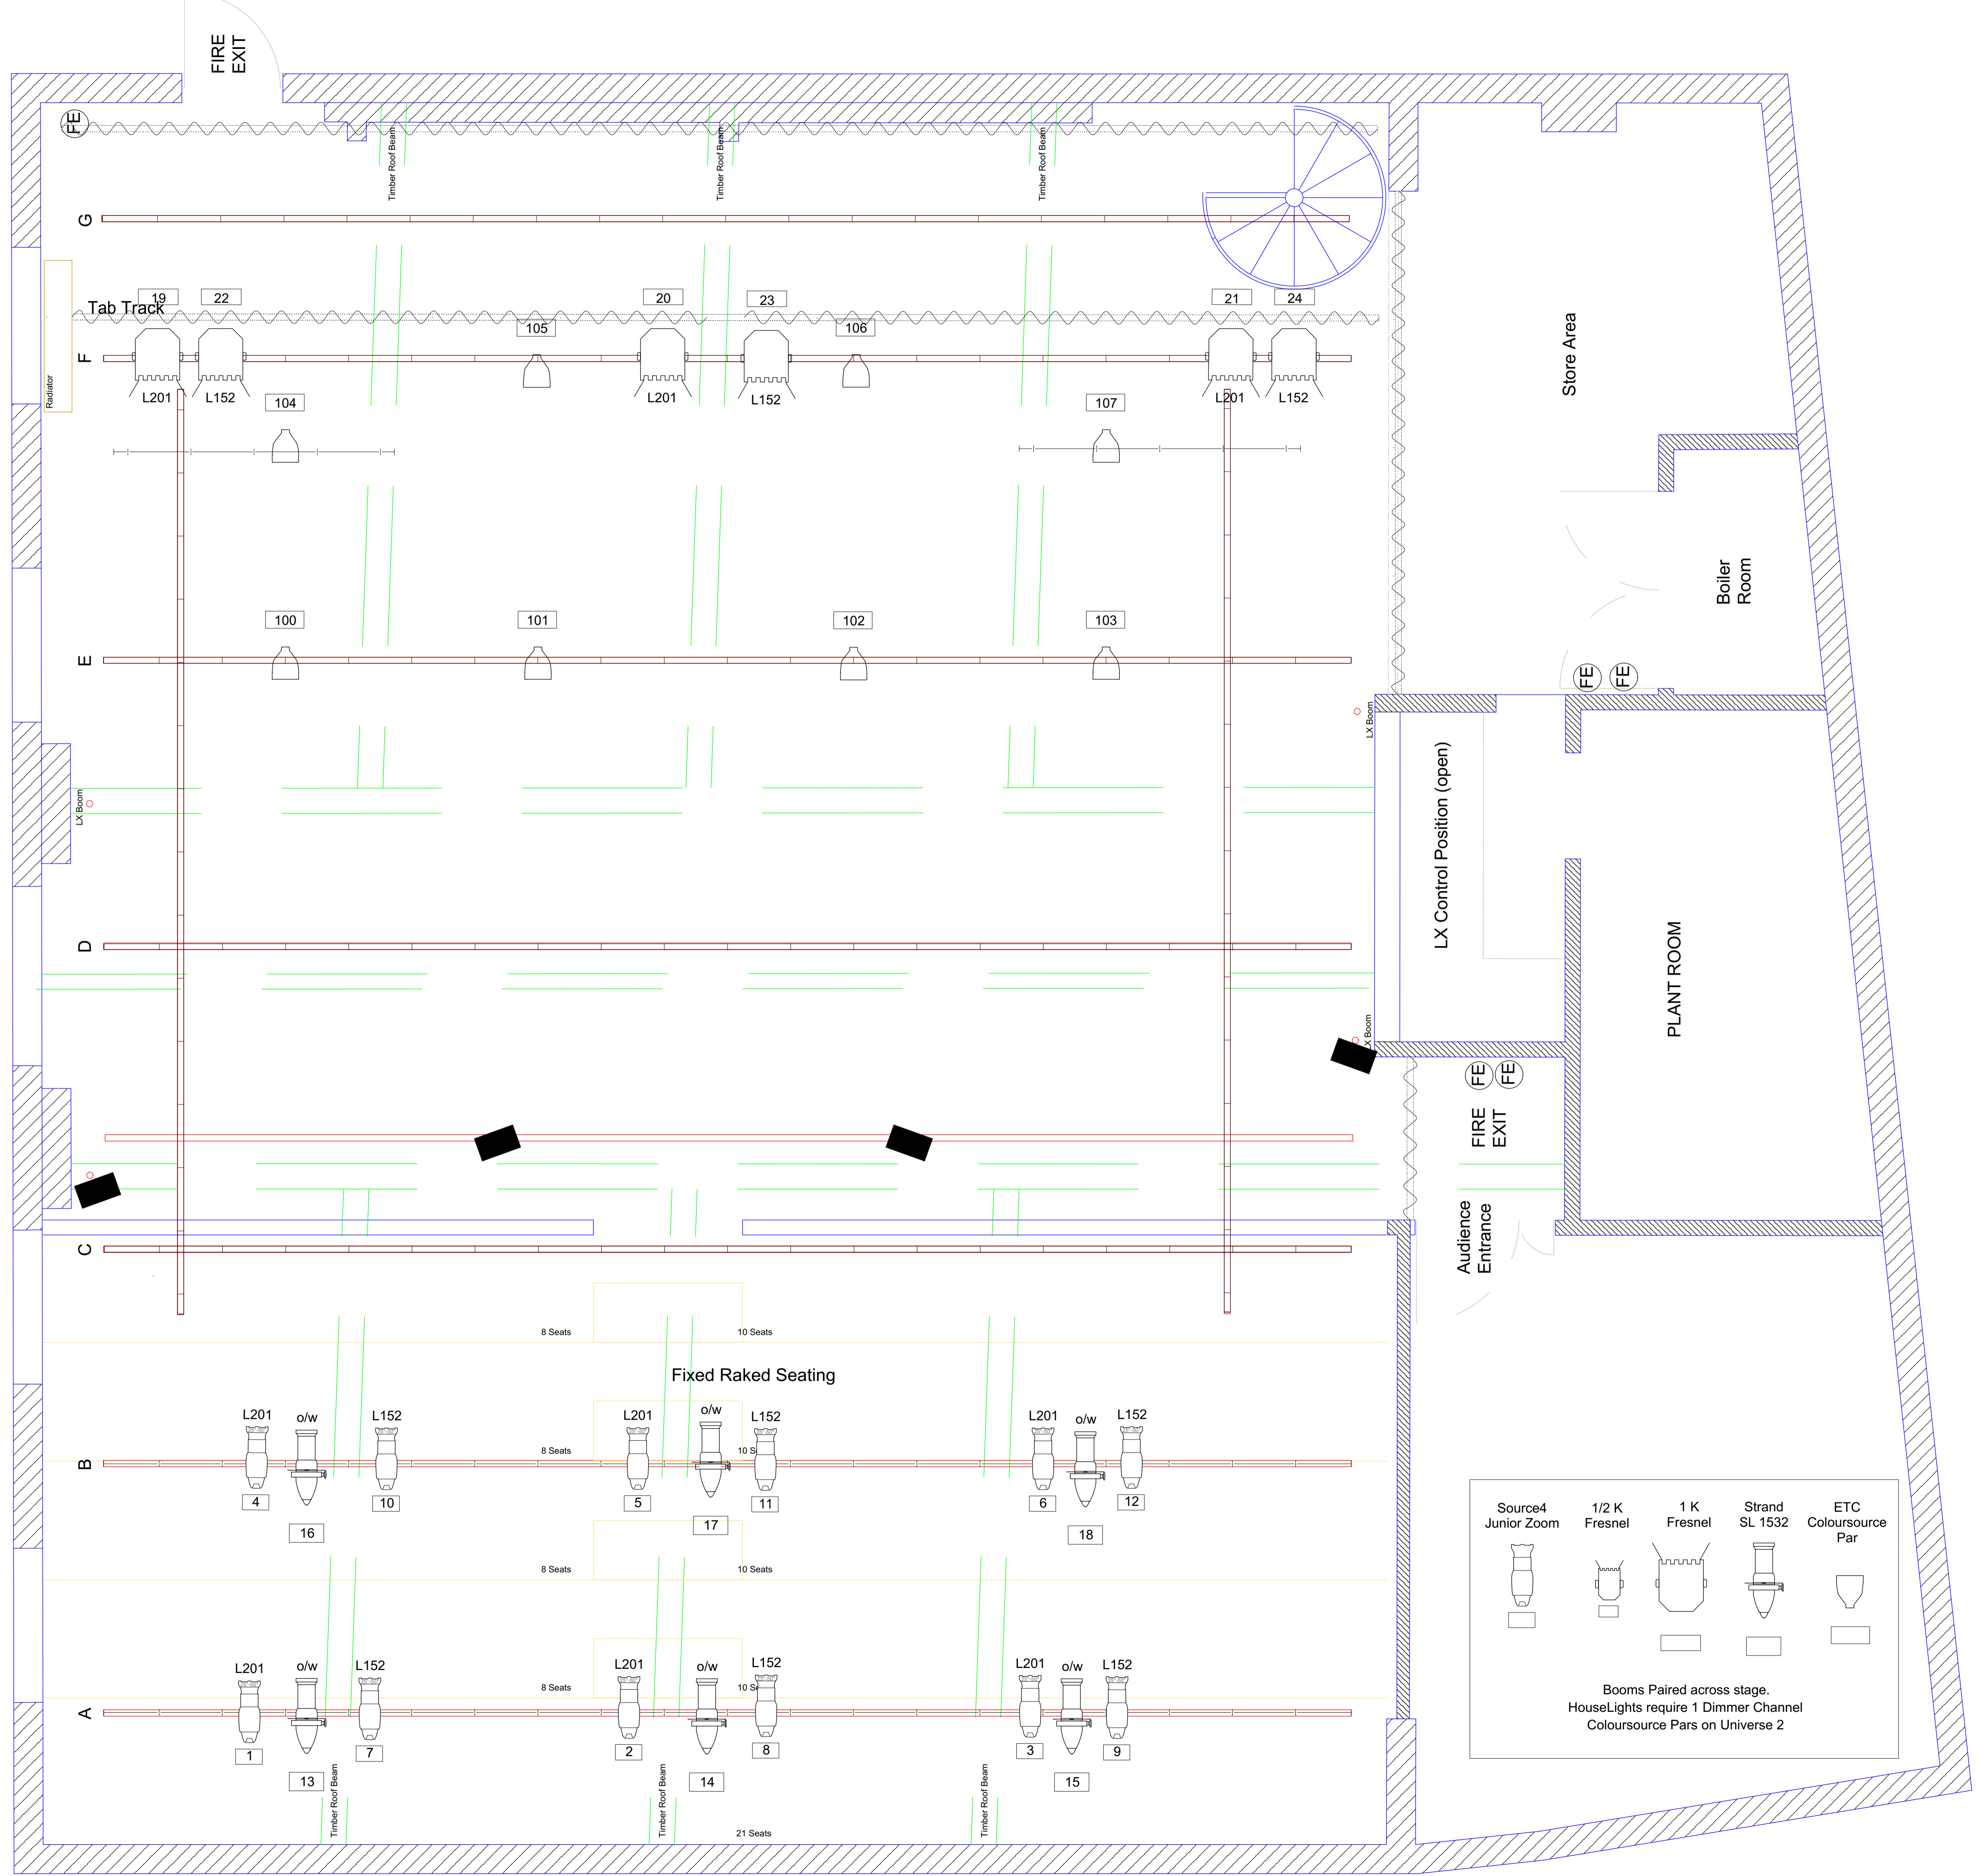 FIRE
EXIT
FE
Timber Roof Beam
Timber Roof Beam
Timber Roof Beam
G
19
22
20
23
21
24
Tab Track
105
106
F
Radiator
L201
L152
L201
L152
L201
L152
104
107
Store Area
Boiler
Room
100
101
102
103
E
FE
FE
LX Boom
LX Boom
LX Control Position (open)
D
PLANT ROOM
LX Boom
FE
FE
FIRE
EXIT
Audience
Entrance
C
8 Seats
10 Seats
Fixed Raked Seating
L201
o/w
L152
L201
o/w
L152
L201
o/w
L152
8 Seats
10 S
B
4
10
5
11
6
12
16
17
18
8 Seats
10 Seats
L201
o/w
L152
L201
o/w
L152
L201
o/w
L152
8 Seats
10 S
A
1
7
2
8
3
9
13
14
15
Timber Roof Beam
Timber Roof Beam
Timber Roof Beam
21 Seats
Source4
Junior Zoom
1/2 K
Fresnel
1 K
Fresnel
Strand
SL 1532
ETC
Coloursource
Par
Booms Paired across stage.
HouseLights require 1 Dimmer Channel
Coloursource Pars on Universe 2